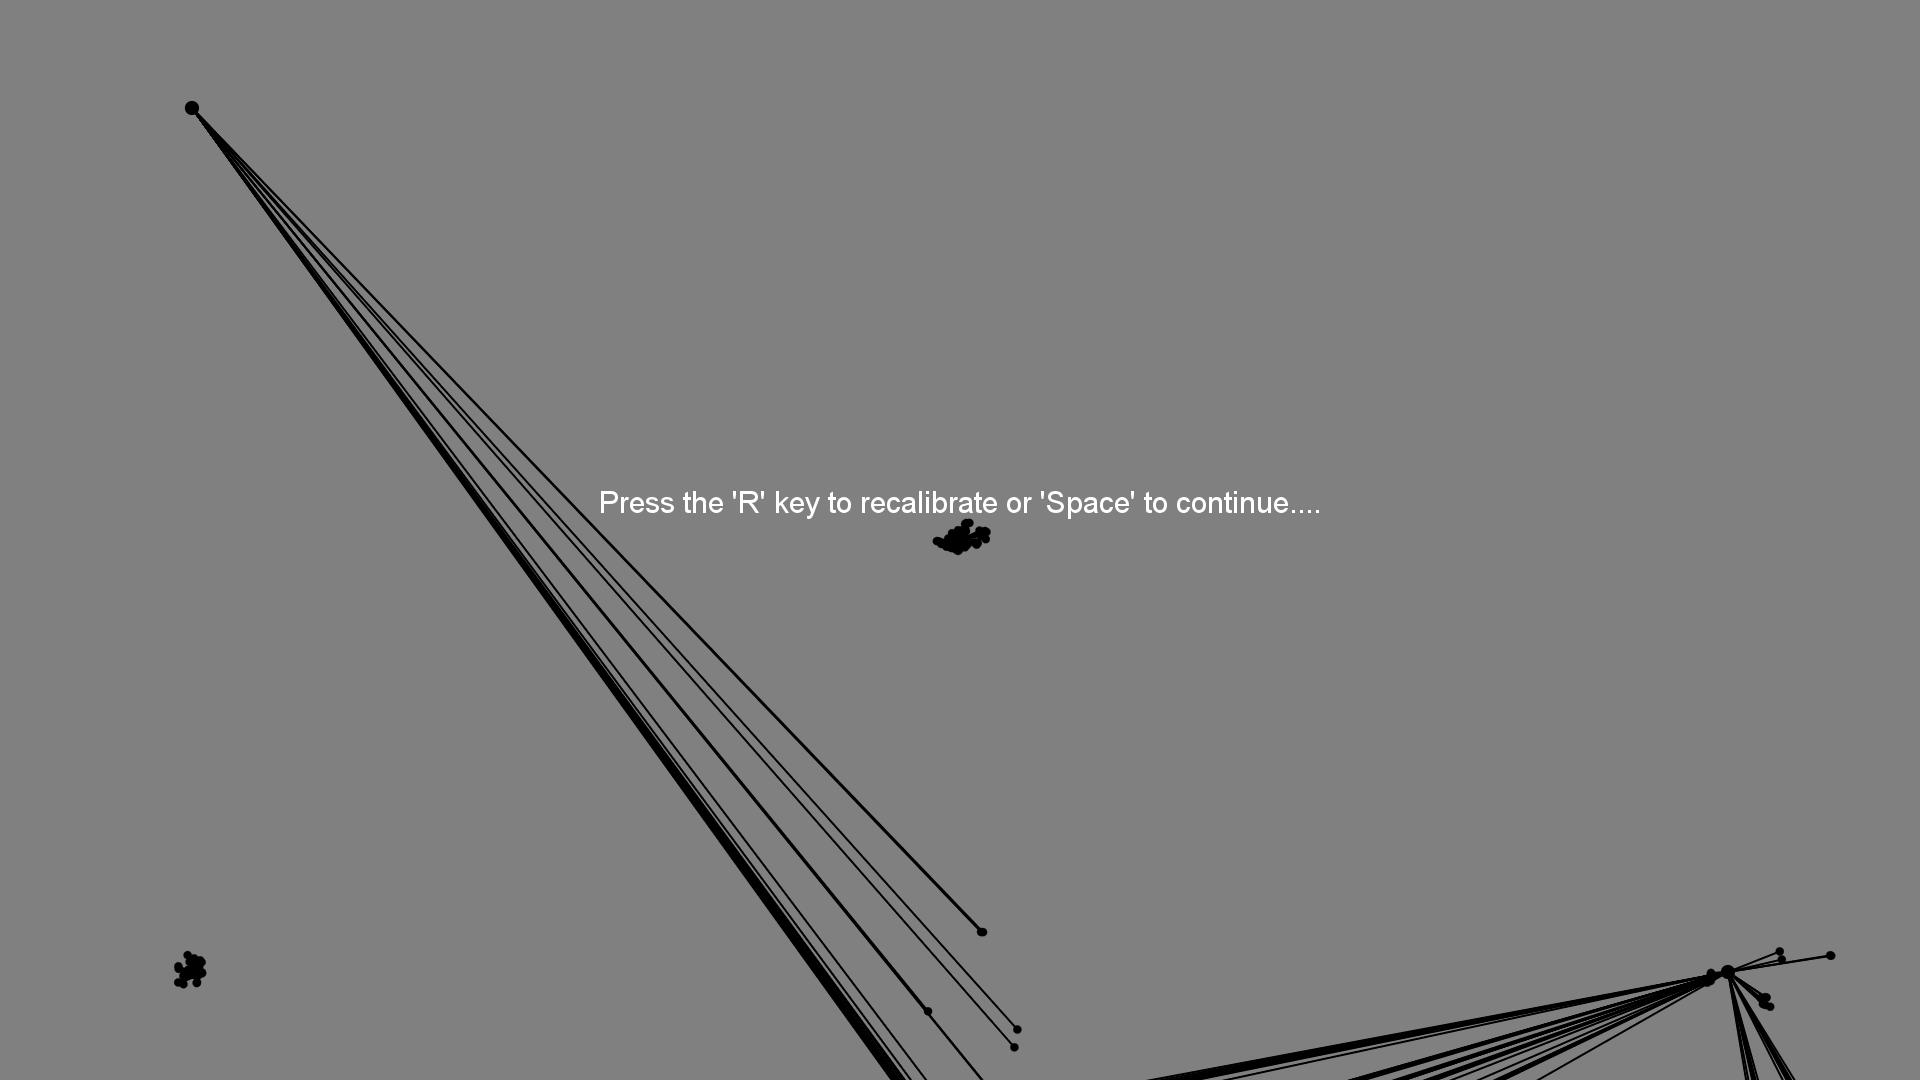 Press the 'R' key to recalibrate or 'Space' to continue....